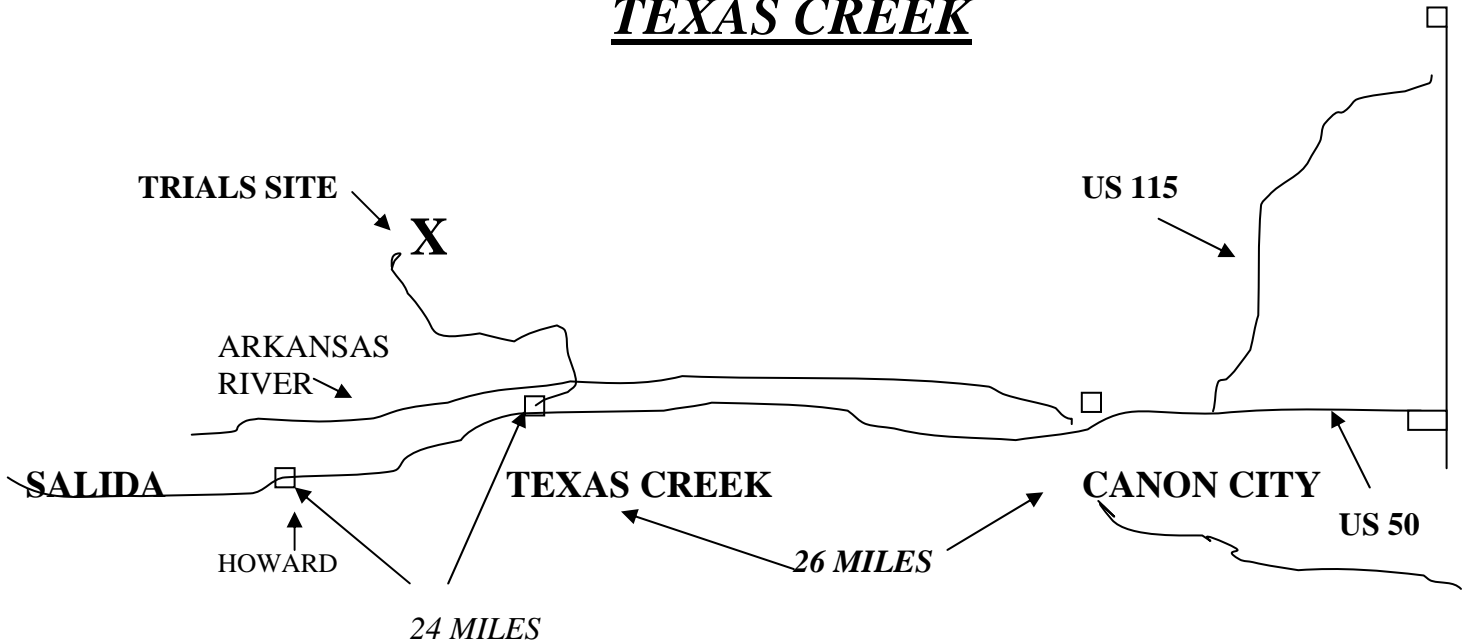 TEXAS CREEK
TRIALS SITE
X
US 115
ARKANSAS
RIVER
SALIDA
TEXAS CREEK
CANON CITY
US 50
HOWARD
26 MILES
24 MILES